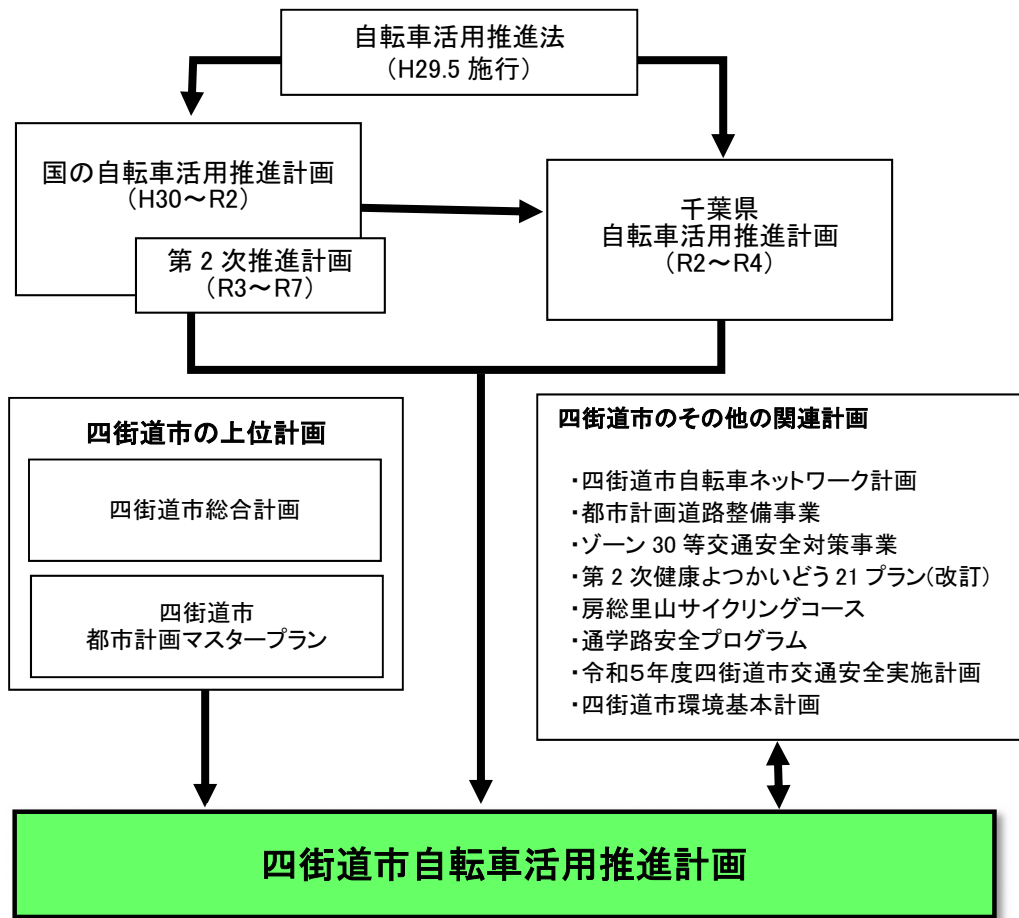 自転車活用推進法
（H29.5 施行）
国の自転車活用推進計画
（H30～R2）
第 2 次推進計画
（R3～R7）
千葉県
自転車活用推進計画
（R2～R4）
四街道市の上位計画
四街道市総合計画
四街道市
都市計画マスタープラン
四街道市のその他の関連計画
・四街道市自転車ネットワーク計画
・都市計画道路整備事業
・ゾーン 30 等交通安全対策事業
・第 2 次健康よつかいどう 21 プラン(改訂)
・房総里山サイクリングコース
・通学路安全プログラム
・令和５年度四街道市交通安全実施計画
・四街道市環境基本計画
四街道市自転車活用推進計画